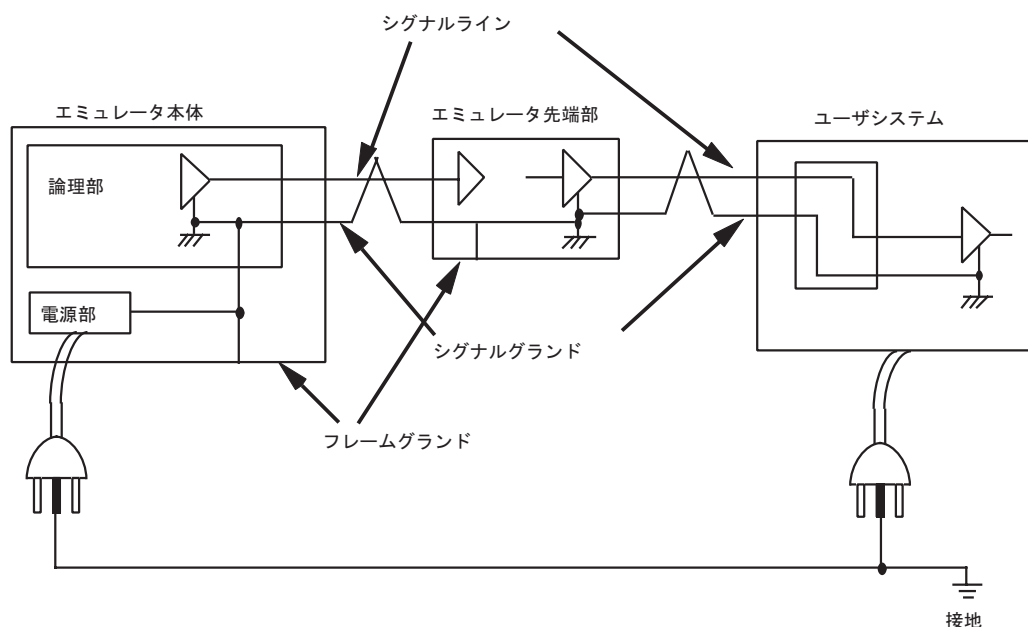 シグナルライン
エミュレータ本体
エミュレータ先端部
ユーザシステム
論理部
電源部
シグナルグランド
フレームグランド
接地